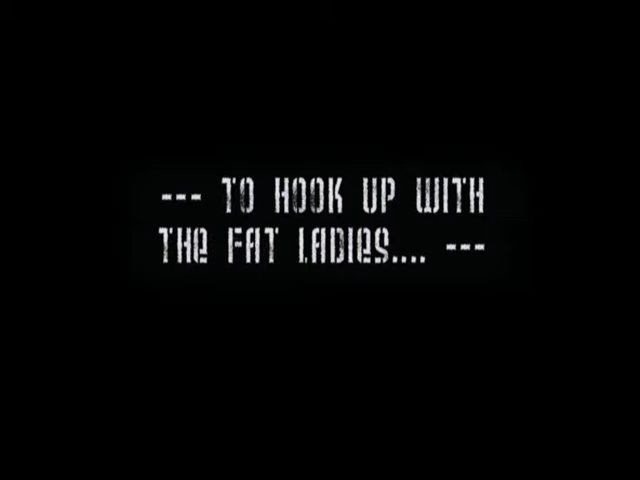 --- TO HOOK UP WITH
THE FAT LADIES.... ---